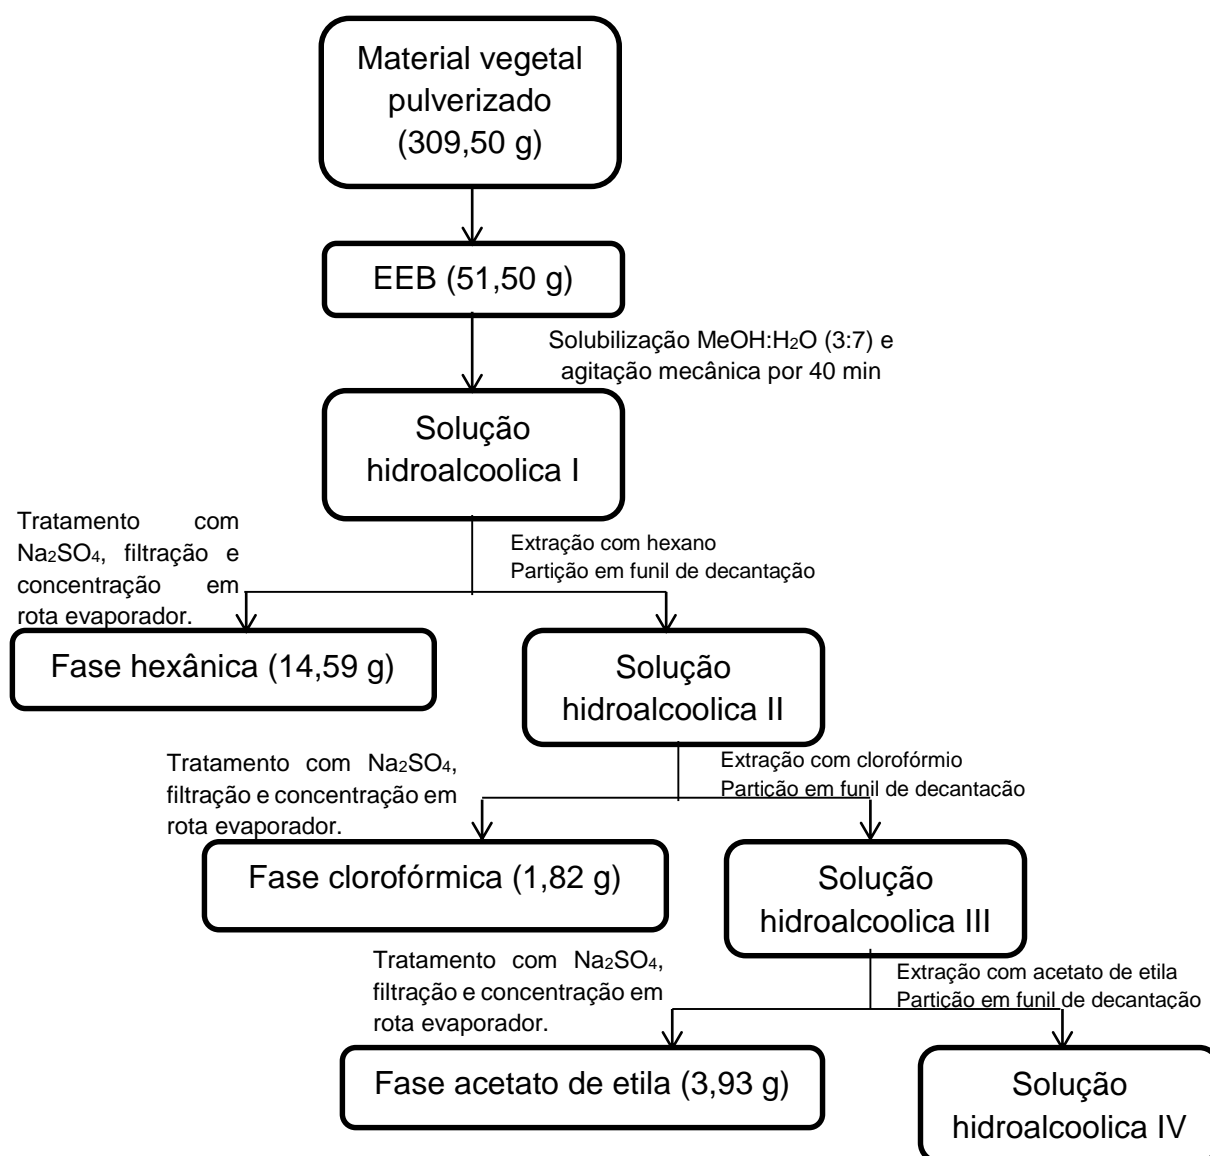 Material vegetal
pulverizado
(309,50 g)
EEB (51,50 g)
Solubilização MeOH:H₂O (3:7) e
agitação mecânica por 40 min
Solução
hidroalcoolica I
Tratamento com
Na₂SO₄, filtração e
concentração em
rota evaporador.
Extração com hexano
Partição em funil de decantação
Fase hexânica (14,59 g)
Solução
hidroalcoolica II
Tratamento com Na₂SO₄,
filtração e concentração em
rota evaporador.
Extração com clorofórmio
Partição em funil de decantação
Fase clorofórmica (1,82 g)
Solução
hidroalcoolica III
Tratamento com Na₂SO₄,
filtração e concentração em
rota evaporador.
Extração com acetato de etila
Partição em funil de decantação
Fase acetato de etila (3,93 g)
Solução
hidroalcoolica IV